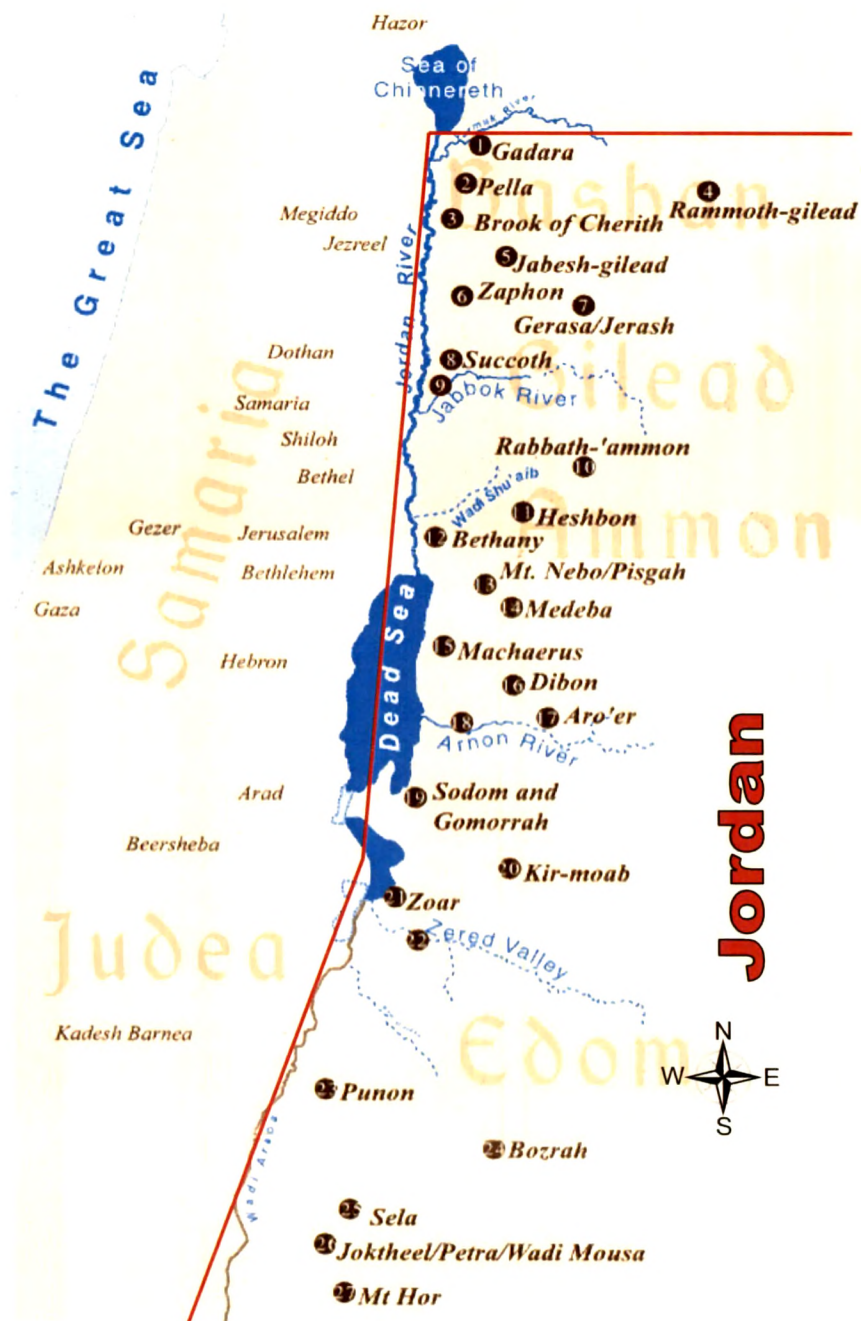 Hazor
Sea of
Chinnereth
The Great Sea
River
1 Gadara
Bashan
2 Pella
4
Rammoth-gilead
3 Brook of Cherith
Megiddo
Jezreel
Jordan River
5 Jabesh-gilead
6 Zaphon
7
Gerasa/Jerash
Dothan
8 Succoth
Gilead
9
Jabbok River
Samaria
Samaria
Shiloh
Bethel
Rabbath-'ammon
10
Wadi Shu'aib
11 Heshbon
Ammon
Gezer
Jerusalem
12 Bethany
Ashkelon
Bethlehem
Mt. Nebo/Pisgah
13
Gaza
14 Medeba
Dead Sea
15 Machaerus
Hebron
16 Dibon
17 Aro'er
18
Arnon River
Jordan
Arad
19 Sodom and
Gomorrah
Beersheba
20 Kir-moab
21 Zoar
Judea
22
Zered Valley
Kadesh Barnea
Edom
N
W E
S
23 Punon
Wadi Araba
24 Bozrah
25 Sela
26 Joktheel/Petra/Wadi Mousa
27 Mt Hor